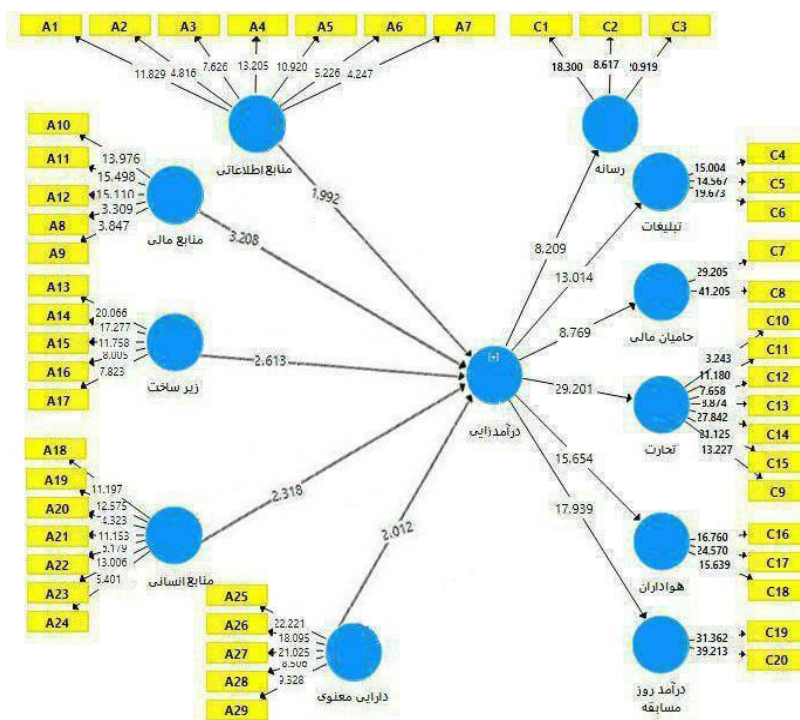 A1 A2 A3 A4 A5 A6 A7 C1 C2 C3
11.829 4.816 7.626 13.205 10.920 5.226 4.247 18.300 8.617 20.919
منابع اطلاعاتی
رسانه
A10
A11
A12
A8
A9
13.976
15.498
15.110
3.309
3.847
منابع مالی
A13
A14
A15
A16
A17
20.066
17.277
11.758
8.005
7.823
زیر ساخت
A18
A19
A20
A21
A22
A23
A24
11.197
12.575
4.323
11.153
13.006
5.401
منابع انسانی
A25
A26
A27
A28
A29
22.221
18.095
21.025
8.506
9.328
دارایی معنوی
1.992
3.208
2.613
2.318
2.012
[+]
درآمدزایی
8.209
13.014
8.769
29.201
15.654
17.939
15.004
14.567
19.673
C4
C5
C6
تبلیغات
29.205
41.205
C7
C8
حامیان مالی
3.243
11.180
7.658
27.842
13.227
C10
C11
C12
C13
C14
C15
C9
تجارت
16.760
24.570
15.639
C16
C17
C18
هواداران
31.362
39.213
C19
C20
درآمد روز
مسابقه